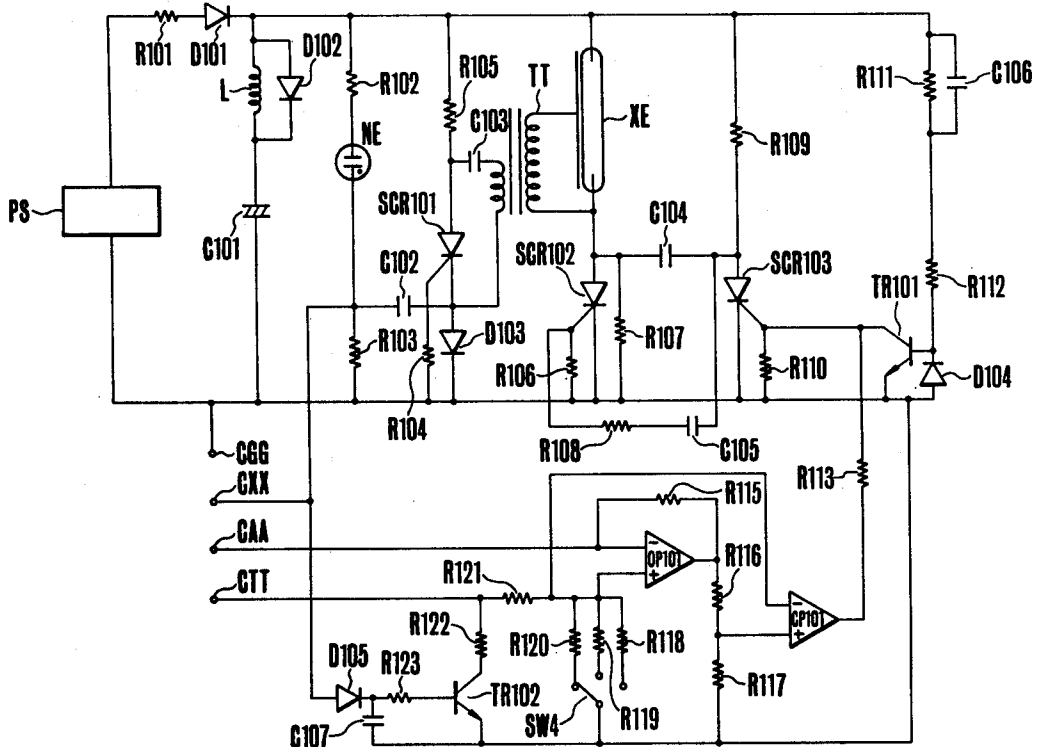 R101
D101
D102
L
R102
NE
R105
C103
TT
XE
R109
R111
C106
PS
C101
SCR101
C102
R103
D103
R104
SCR102
C104
SCR103
R106
R107
R110
TR101
R112
D104
R108
C105
CGG
CXX
CAA
CTT
R113
R115
OP101
-
+
R116
CP101
-
+
R117
R121
R122
R120
R118
R119
SW4
D105
R123
C107
TR102